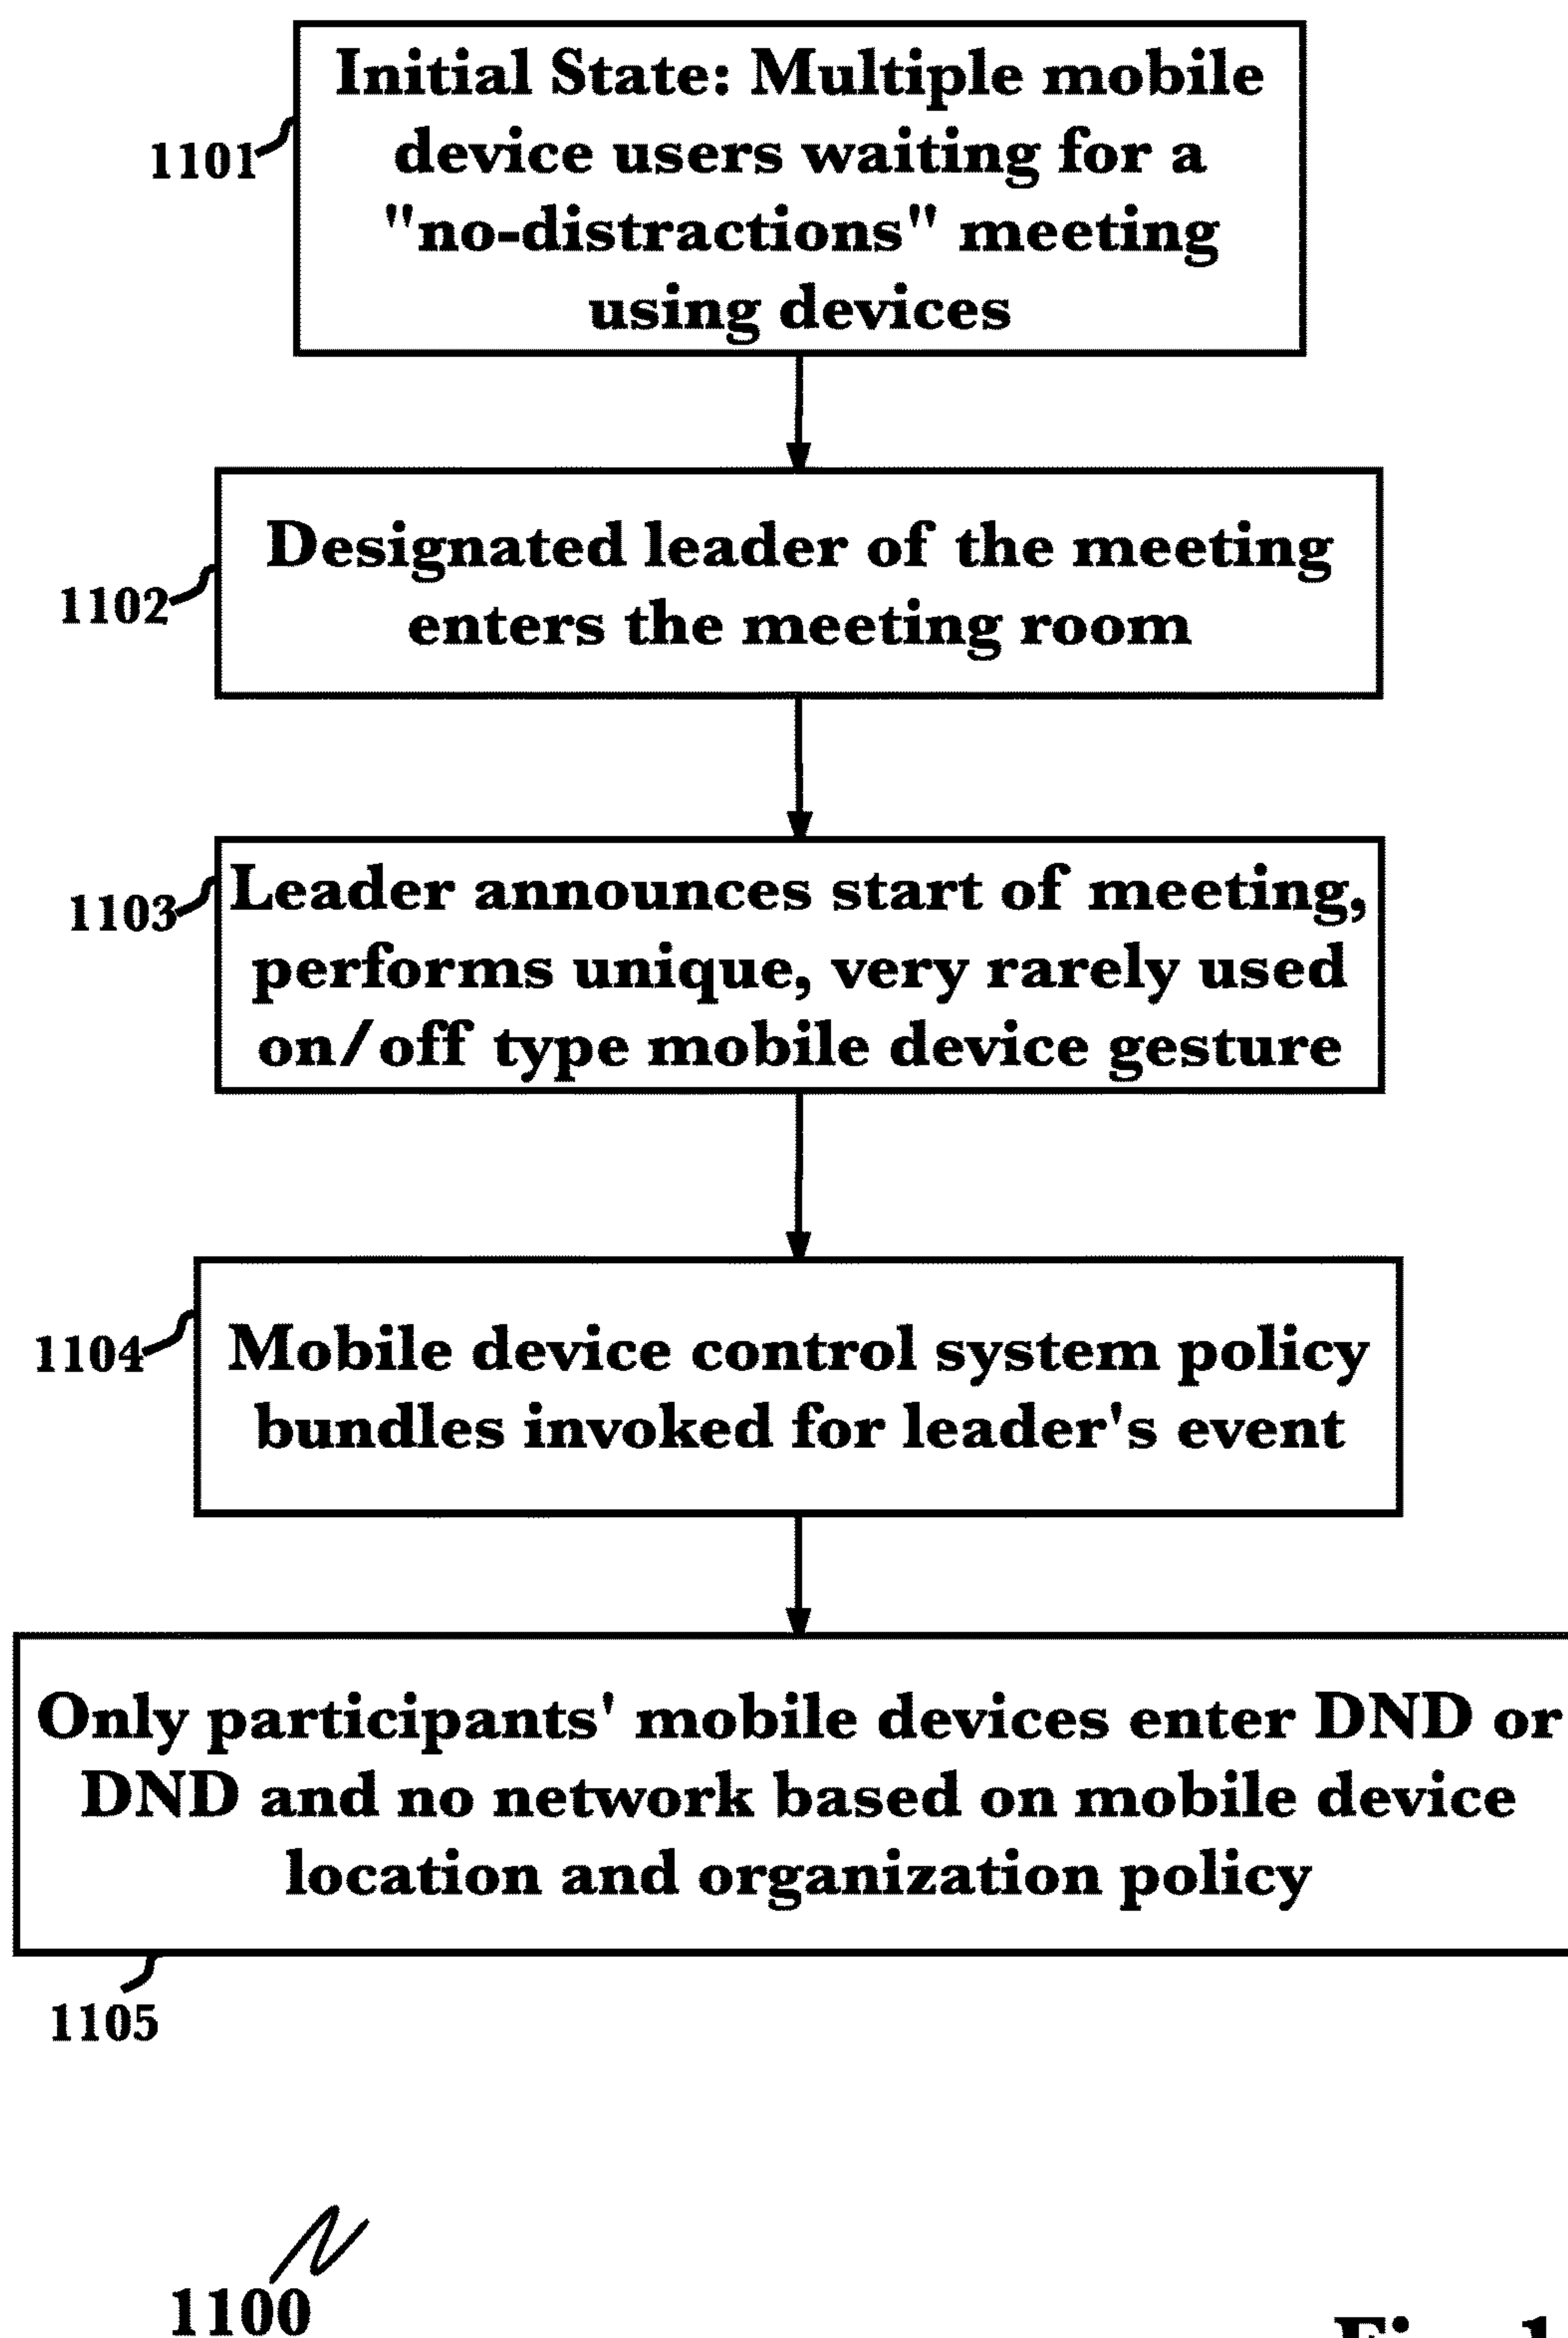 Initial State: Multiple mobile
device users waiting for a
"no-distractions" meeting
using devices
1101
Designated leader of the meeting
enters the meeting room
1102
Leader announces start of meeting,
performs unique, very rarely used
on/off type mobile device gesture
1103
Mobile device control system policy
bundles invoked for leader's event
1104
Only participants' mobile devices enter DND or
DND and no network based on mobile device
location and organization policy
1105
1100